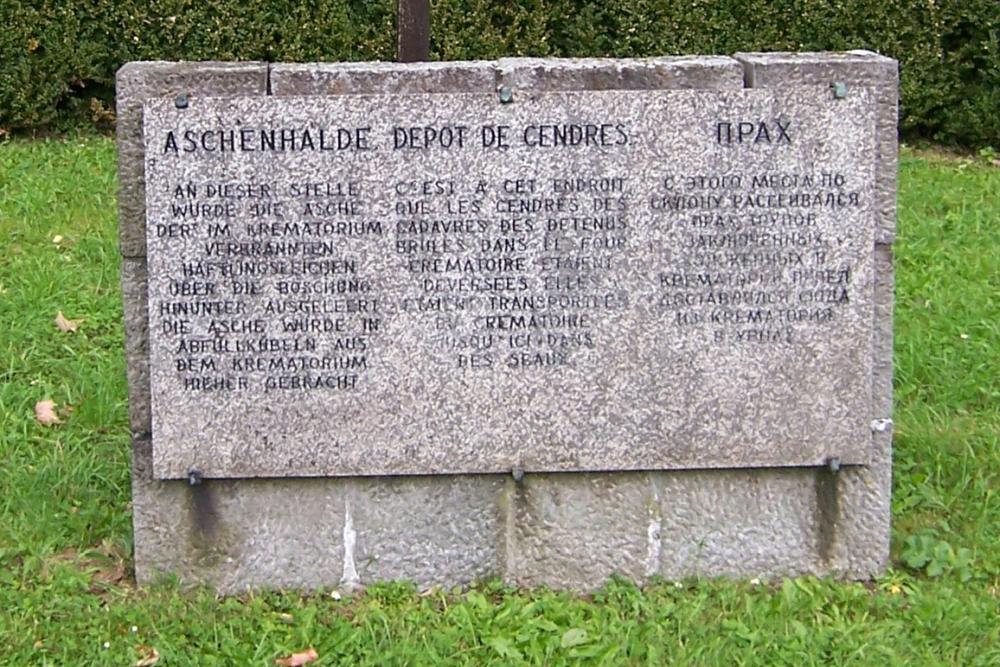 ASCHENHALDE
AN DIESER STELLE
WURDE DIE ASCHE
DER IM KREMATORIUM
VERBRANNTEN
HÄFTLINGSLEICHEN
ÜBER DIE BÖSCHUNG
HINUNTER AUSGELEERT
DIE ASCHE WURDE IN
ABFÜLLKÜBELN AUS
DEM KREMATORIUM
HIEHER GEBRACHT
DEPOT DE CENDRES
C'EST A CET ENDROIT
QUE LES CENDRES DES
CADAVRES DES DETENUS
BRULES DANS LE FOUR
CREMATOIRE ETAIENT
DEVERSEES ELLES
ETAIENT TRANSPORTEES
DU CREMATOIRE
JUSQU'ICI DANS
DES SEAUX
ПРАХ
С ЭТОГО МЕСТА ПО
СКЛОНУ РАССЕИВАЛСЯ
ПРАХ ТРУПОВ
ЗАКЛЮЧЕННЫХ
В
КРЕМАТОРИИ
ДОСТАВЛЯЛСЯ СЮДА
ИЗ КРЕМАТОРИЯ
В УРНАХ